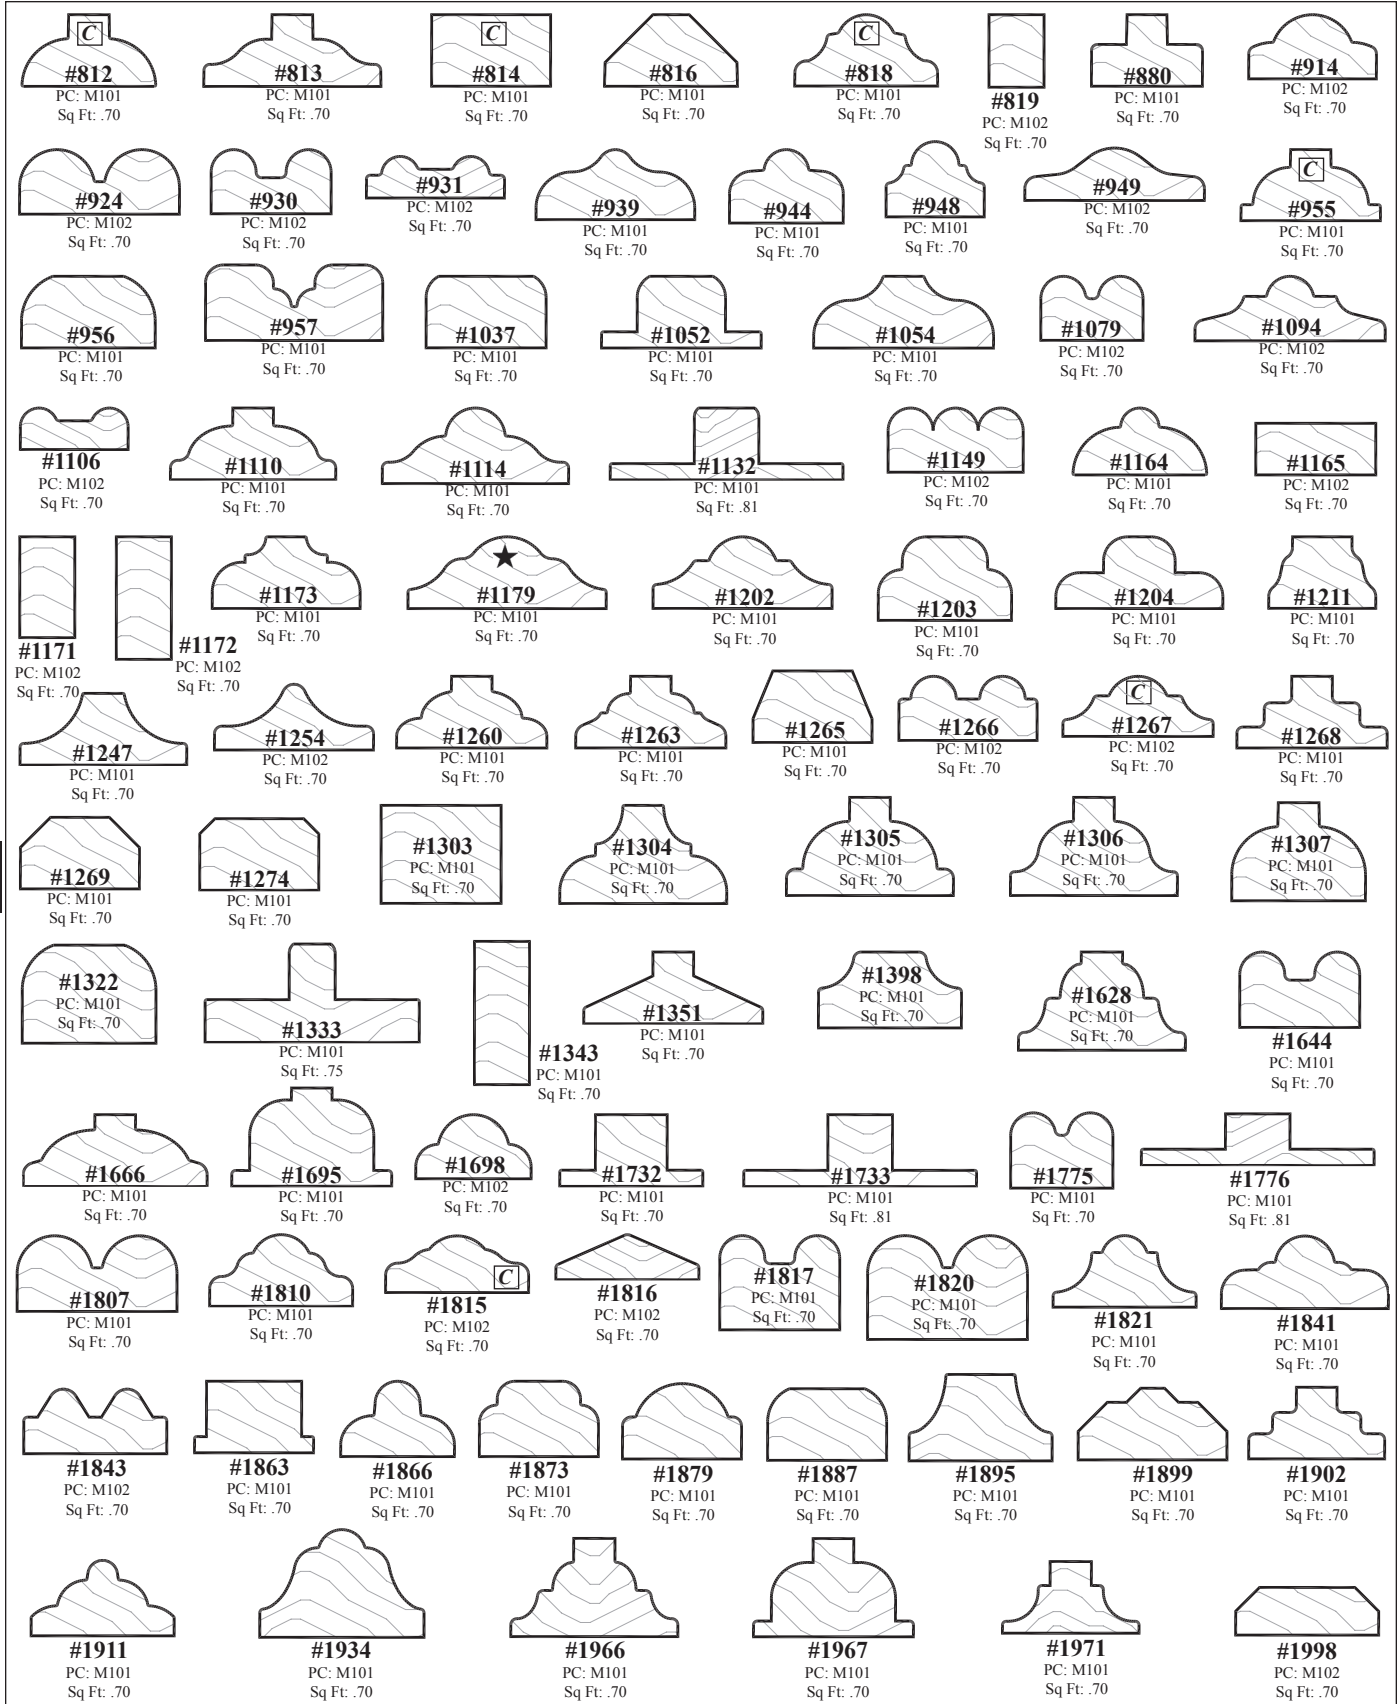 C
#812
PC: M101
Sq Ft: .70
#813
PC: M101
Sq Ft: .70
C
#814
PC: M101
Sq Ft: .70
#816
PC: M101
Sq Ft: .70
C
#818
PC: M101
Sq Ft: .70
#819
PC: M102
Sq Ft: .70
#880
PC: M101
Sq Ft: .70
#914
PC: M102
Sq Ft: .70
#924
PC: M102
Sq Ft: .70
#930
PC: M102
Sq Ft: .70
#931
PC: M102
Sq Ft: .70
#939
PC: M101
Sq Ft: .70
#944
PC: M101
Sq Ft: .70
#948
PC: M101
Sq Ft: .70
#949
PC: M102
Sq Ft: .70
C
#955
PC: M101
Sq Ft: .70
#956
PC: M101
Sq Ft: .70
#957
PC: M101
Sq Ft: .70
#1037
PC: M101
Sq Ft: .70
#1052
PC: M101
Sq Ft: .70
#1054
PC: M101
Sq Ft: .70
#1079
PC: M102
Sq Ft: .70
#1094
PC: M102
Sq Ft: .70
#1106
PC: M102
Sq Ft: .70
#1110
PC: M101
Sq Ft: .70
#1114
PC: M101
Sq Ft: .70
#1132
PC: M101
Sq Ft: .81
#1149
PC: M102
Sq Ft: .70
#1164
PC: M101
Sq Ft: .70
#1165
PC: M102
Sq Ft: .70
#1171
PC: M102
Sq Ft: .70
#1172
PC: M102
Sq Ft: .70
#1173
PC: M101
Sq Ft: .70
#1179
PC: M101
Sq Ft: .70
#1202
PC: M101
Sq Ft: .70
#1203
PC: M101
Sq Ft: .70
#1204
PC: M101
Sq Ft: .70
#1211
PC: M101
Sq Ft: .70
#1247
PC: M101
Sq Ft: .70
#1254
PC: M102
Sq Ft: .70
#1260
PC: M101
Sq Ft: .70
#1263
PC: M101
Sq Ft: .70
#1265
PC: M101
Sq Ft: .70
#1266
PC: M102
Sq Ft: .70
C
#1267
PC: M102
Sq Ft: .70
#1268
PC: M101
Sq Ft: .70
#1269
PC: M101
Sq Ft: .70
#1274
PC: M101
Sq Ft: .70
#1303
PC: M101
Sq Ft: .70
#1304
PC: M101
Sq Ft: .70
#1305
PC: M101
Sq Ft: .70
#1306
PC: M101
Sq Ft: .70
#1307
PC: M101
Sq Ft: .70
#1322
PC: M101
Sq Ft: .70
#1333
PC: M101
Sq Ft: .75
#1343
PC: M101
Sq Ft: .70
#1351
PC: M101
Sq Ft: .70
#1398
PC: M101
Sq Ft: .70
#1628
PC: M101
Sq Ft: .70
#1644
PC: M101
Sq Ft: .70
#1666
PC: M101
Sq Ft: .70
#1695
PC: M101
Sq Ft: .70
#1698
PC: M102
Sq Ft: .70
#1732
PC: M101
Sq Ft: .70
#1733
PC: M101
Sq Ft: .81
#1775
PC: M101
Sq Ft: .70
#1776
PC: M101
Sq Ft: .81
#1807
PC: M101
Sq Ft: .70
#1810
PC: M101
Sq Ft: .70
C
#1815
PC: M102
Sq Ft: .70
#1816
PC: M102
Sq Ft: .70
#1817
PC: M101
Sq Ft: .70
#1820
PC: M101
Sq Ft: .70
#1821
PC: M101
Sq Ft: .70
#1841
PC: M101
Sq Ft: .70
#1843
PC: M102
Sq Ft: .70
#1863
PC: M101
Sq Ft: .70
#1866
PC: M101
Sq Ft: .70
#1873
PC: M101
Sq Ft: .70
#1879
PC: M101
Sq Ft: .70
#1887
PC: M101
Sq Ft: .70
#1895
PC: M101
Sq Ft: .70
#1899
PC: M101
Sq Ft: .70
#1902
PC: M101
Sq Ft: .70
#1911
PC: M101
Sq Ft: .70
#1934
PC: M101
Sq Ft: .70
#1966
PC: M101
Sq Ft: .70
#1967
PC: M101
Sq Ft: .70
#1971
PC: M101
Sq Ft: .70
#1998
PC: M102
Sq Ft: .70